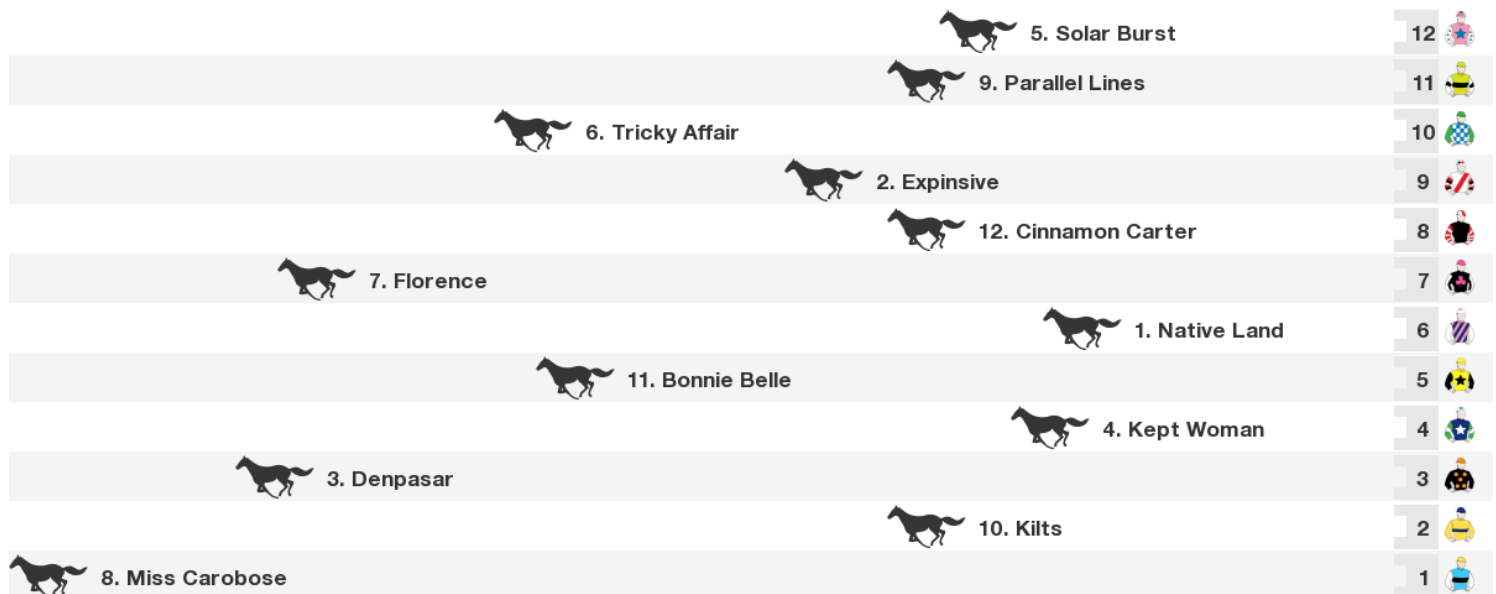 5. Solar Burst 12
9. Parallel Lines 11
6. Tricky Affair 10
2. Expinsive 9
12. Cinnamon Carter 8
7. Florence 7
1. Native Land 6
11. Bonnie Belle 5
4. Kept Woman 4
3. Denpasar 3
10. Kilts 2
8. Miss Carobose 1